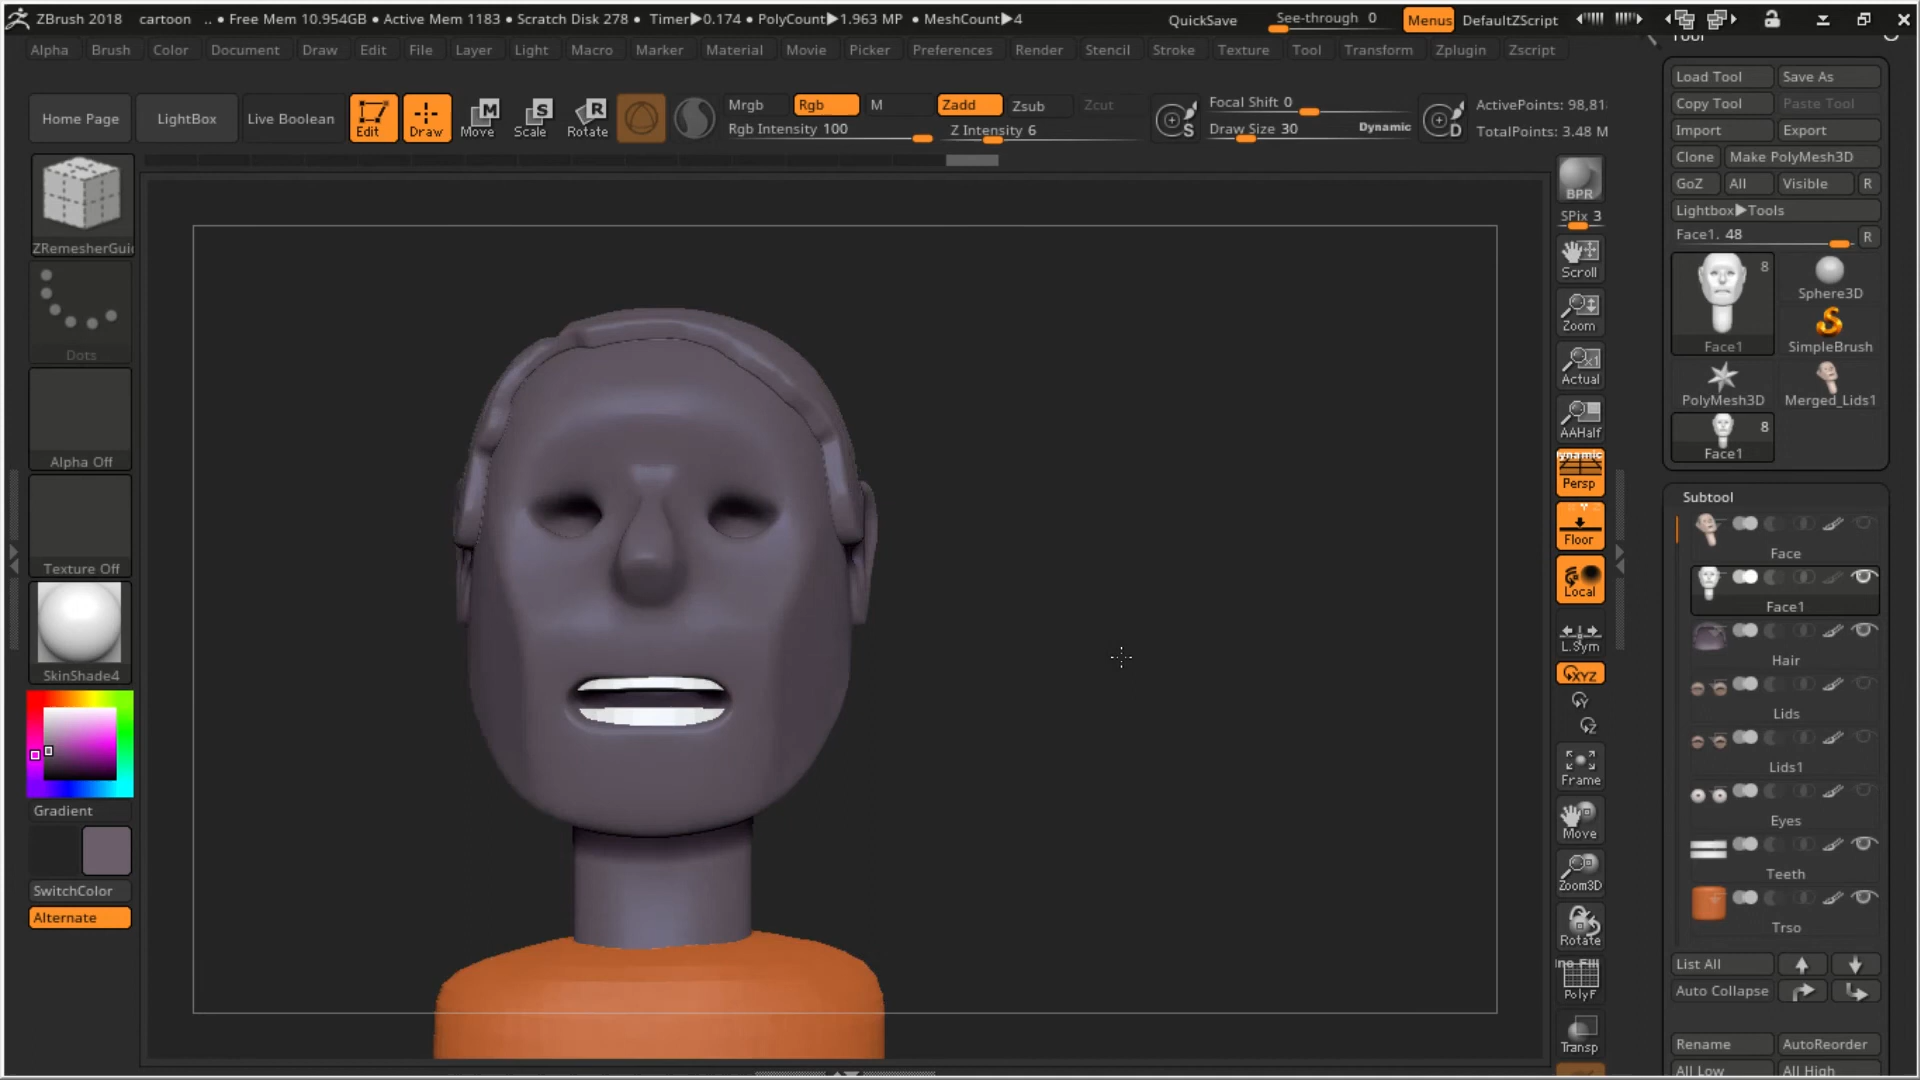 ZBrush 2018 cartoon .. • Free Mem 10.954GB • Active Mem 1183 • Scratch Disk 278 • Timer▶0.174 • PolyCount▶1.963 MP • MeshCount▶4 QuickSave See-through 0 Menus DefaultZScript
Alpha Brush Color Document Draw Edit File Layer Light Macro Marker Material Movie Picker Preferences Render Stencil Stroke Texture Tool Transform Zplugin Zscript
Home Page LightBox Live Boolean Edit Draw Move Scale Rotate
M S R
Mrgb Rgb M Zadd Zsub Zcut
Rgb Intensity 100 Z Intensity 6
S Focal Shift 0
Draw Size 30 Dynamic D
ActivePoints: 98,81
TotalPoints: 3.48 M
ZRemesherGui
Dots
Alpha Off
Texture Off
SkinShade4
Gradient
SwitchColor
Alternate
BPR
SPix 3
Scroll
Zoom
Actual
AAHalf
Persp
Floor
Local
L.Sym
XYZ
Y
Z
Frame
Move
Zoom3D
Rotate
PolyF
Transp
Tool
Load Tool Save As
Copy Tool Paste Tool
Import Export
Clone Make PolyMesh3D
GoZ All Visible R
Lightbox▶Tools
Face1. 48 R
8
Face1
Sphere3D
SimpleBrush
PolyMesh3D Merged_Lids1
8
Face1
Subtool
Face
Face1
Hair
Lids
Lids1
Eyes
Teeth
Trso
List All
Auto Collapse
Rename AutoReorder
All Low All High